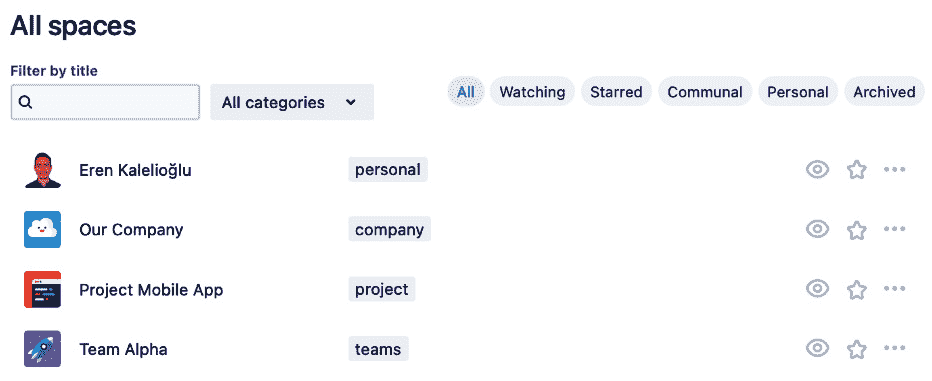 All spaces
Filter by title
All categories
All Watching Starred Communal Personal Archived
Eren Kalelioğlu personal
Our Company company
Project Mobile App project
Team Alpha teams